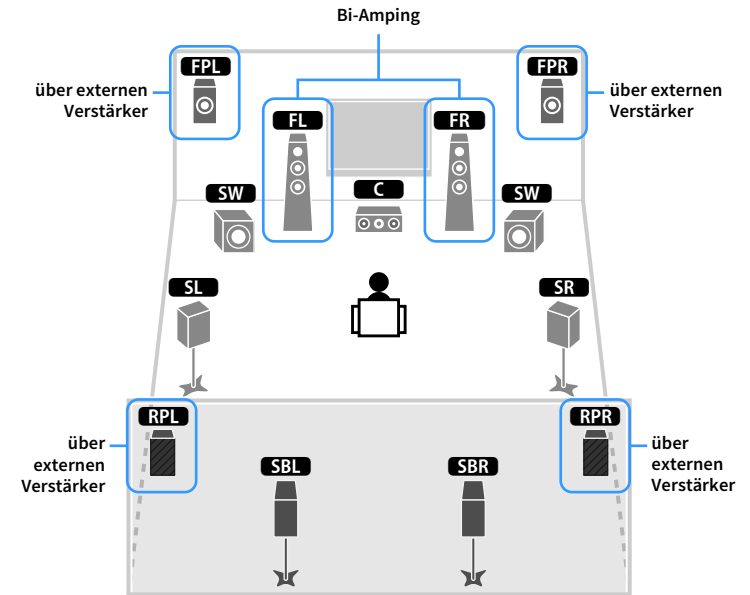 Bi-Amping
FPL
FPR
über externen
Verstärker
über externen
Verstärker
FL
FR
SW
C
SW
SL
SR
RPL
RPR
über
externen
Verstärker
über
externen
Verstärker
SBL
SBR